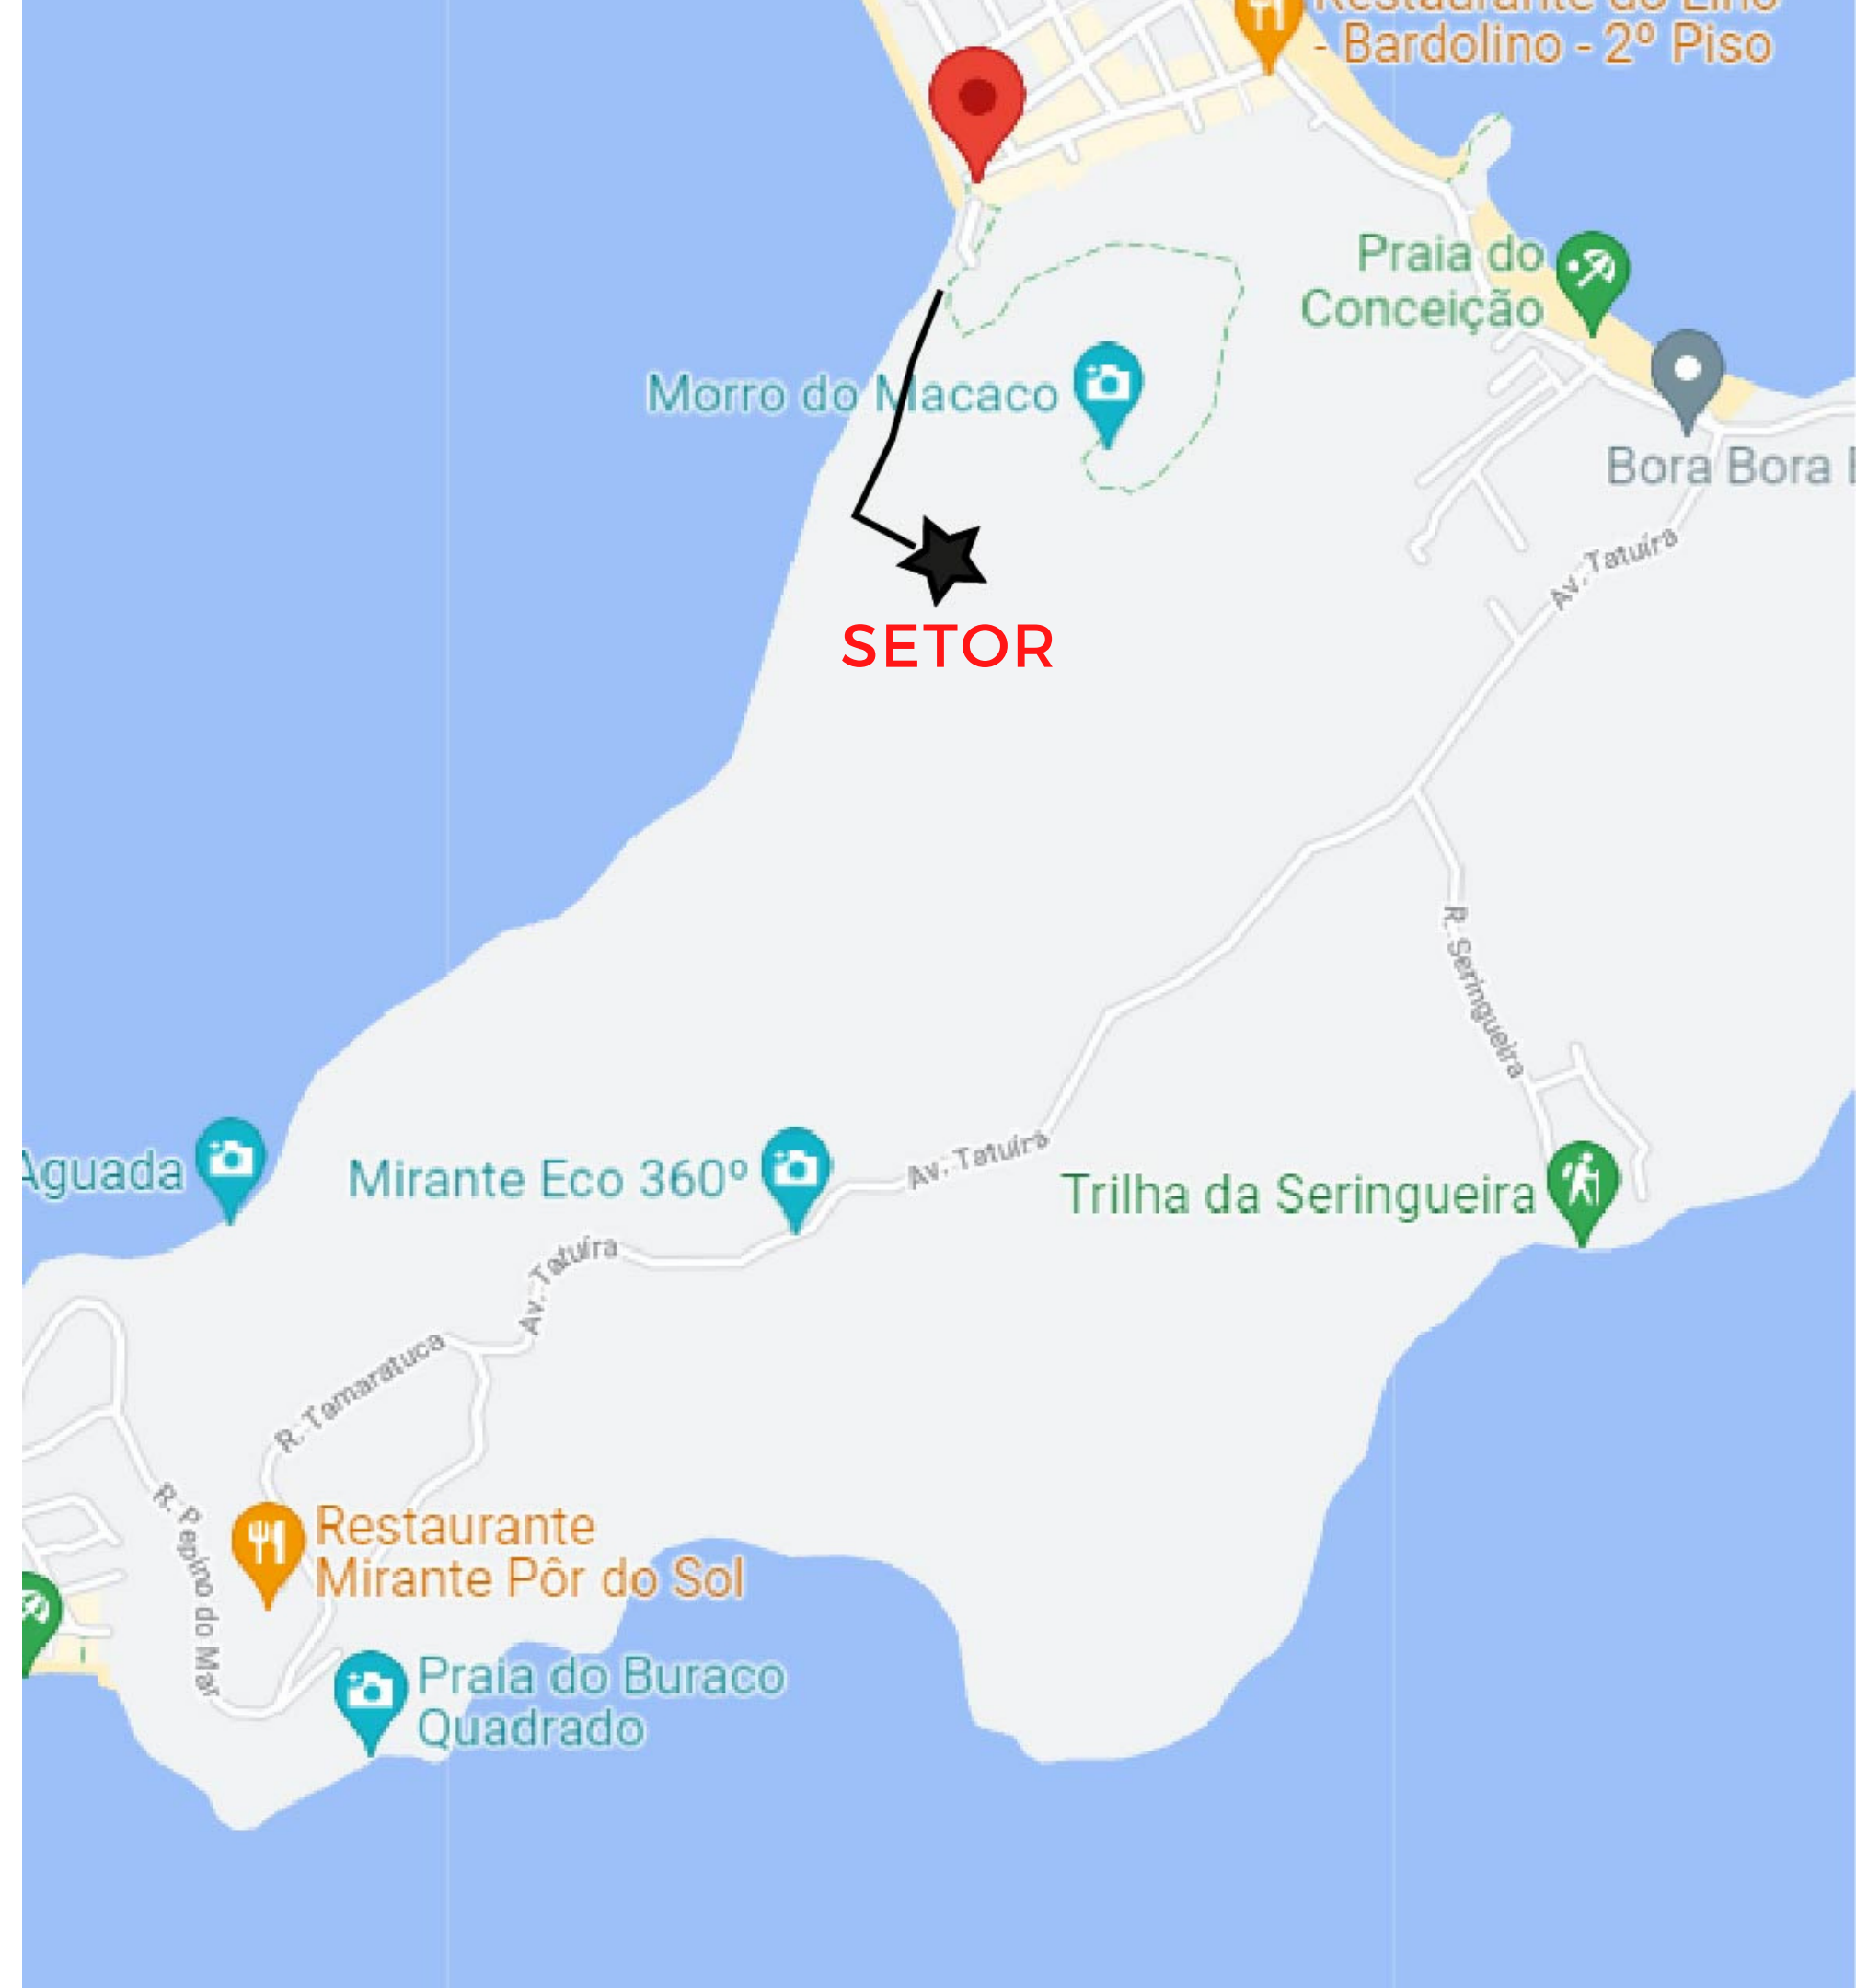 - Bardolino - 2º Piso
Praia do
Conceição
Morro do Macaco
Bora Bora
Av. Tatuíra
SETOR
R. Seringueira
Aguada
Mirante Eco 360º
Av. Tatuíra
Trilha da Seringueira
Av. Tatuíra
R. Tamaratuca
R. Pepino do Mar
Restaurante
Mirante Pôr do Sol
Praia do Buraco
Quadrado